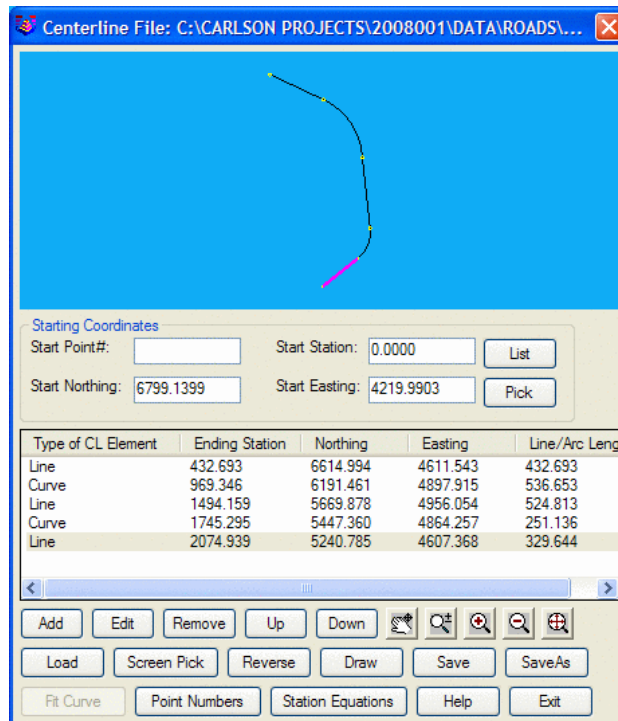 Centerline File: C:\CARLSON PROJECTS\2008001\DATA\ROADS\...
Starting Coordinates
Start Point#: Start Station: 0.0000 List
Start Northing: 6799.1399 Start Easting: 4219.9903 Pick
Type of CL Element Ending Station Northing Easting Line/Arc Leng
Line 432.693 6614.994 4611.543 432.693
Curve 969.346 6191.461 4897.915 536.653
Line 1494.159 5669.878 4956.054 524.813
Curve 1745.295 5447.360 4864.257 251.136
Line 2074.939 5240.785 4607.368 329.644
Add Edit Remove Up Down
Load Screen Pick Reverse Draw Save SaveAs
Fit Curve Point Numbers Station Equations Help Exit